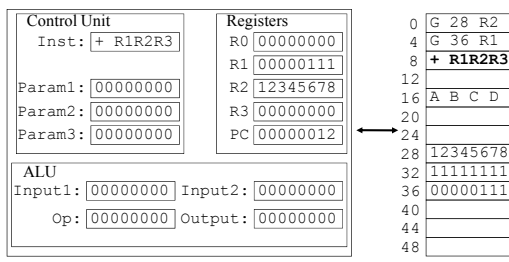 Control Unit
Inst: + R1R2R3
Param1: 00000000
Param2: 00000000
Param3: 00000000
Registers
R0 00000000
R1 00000111
R2 12345678
R3 00000000
PC 00000012
ALU
Input1: 00000000 Input2: 00000000
Op: 00000000 Output: 00000000
0 G 28 R2
4 G 36 R1
8 + R1R2R3
12
16 A B C D
20
24
28 12345678
32 11111111
36 00000111
40
44
48